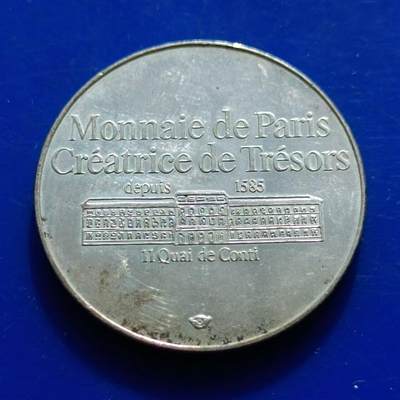 Monnaie de Paris
Créatrice de Trésors
depuis 1585
11 Quai de Conti